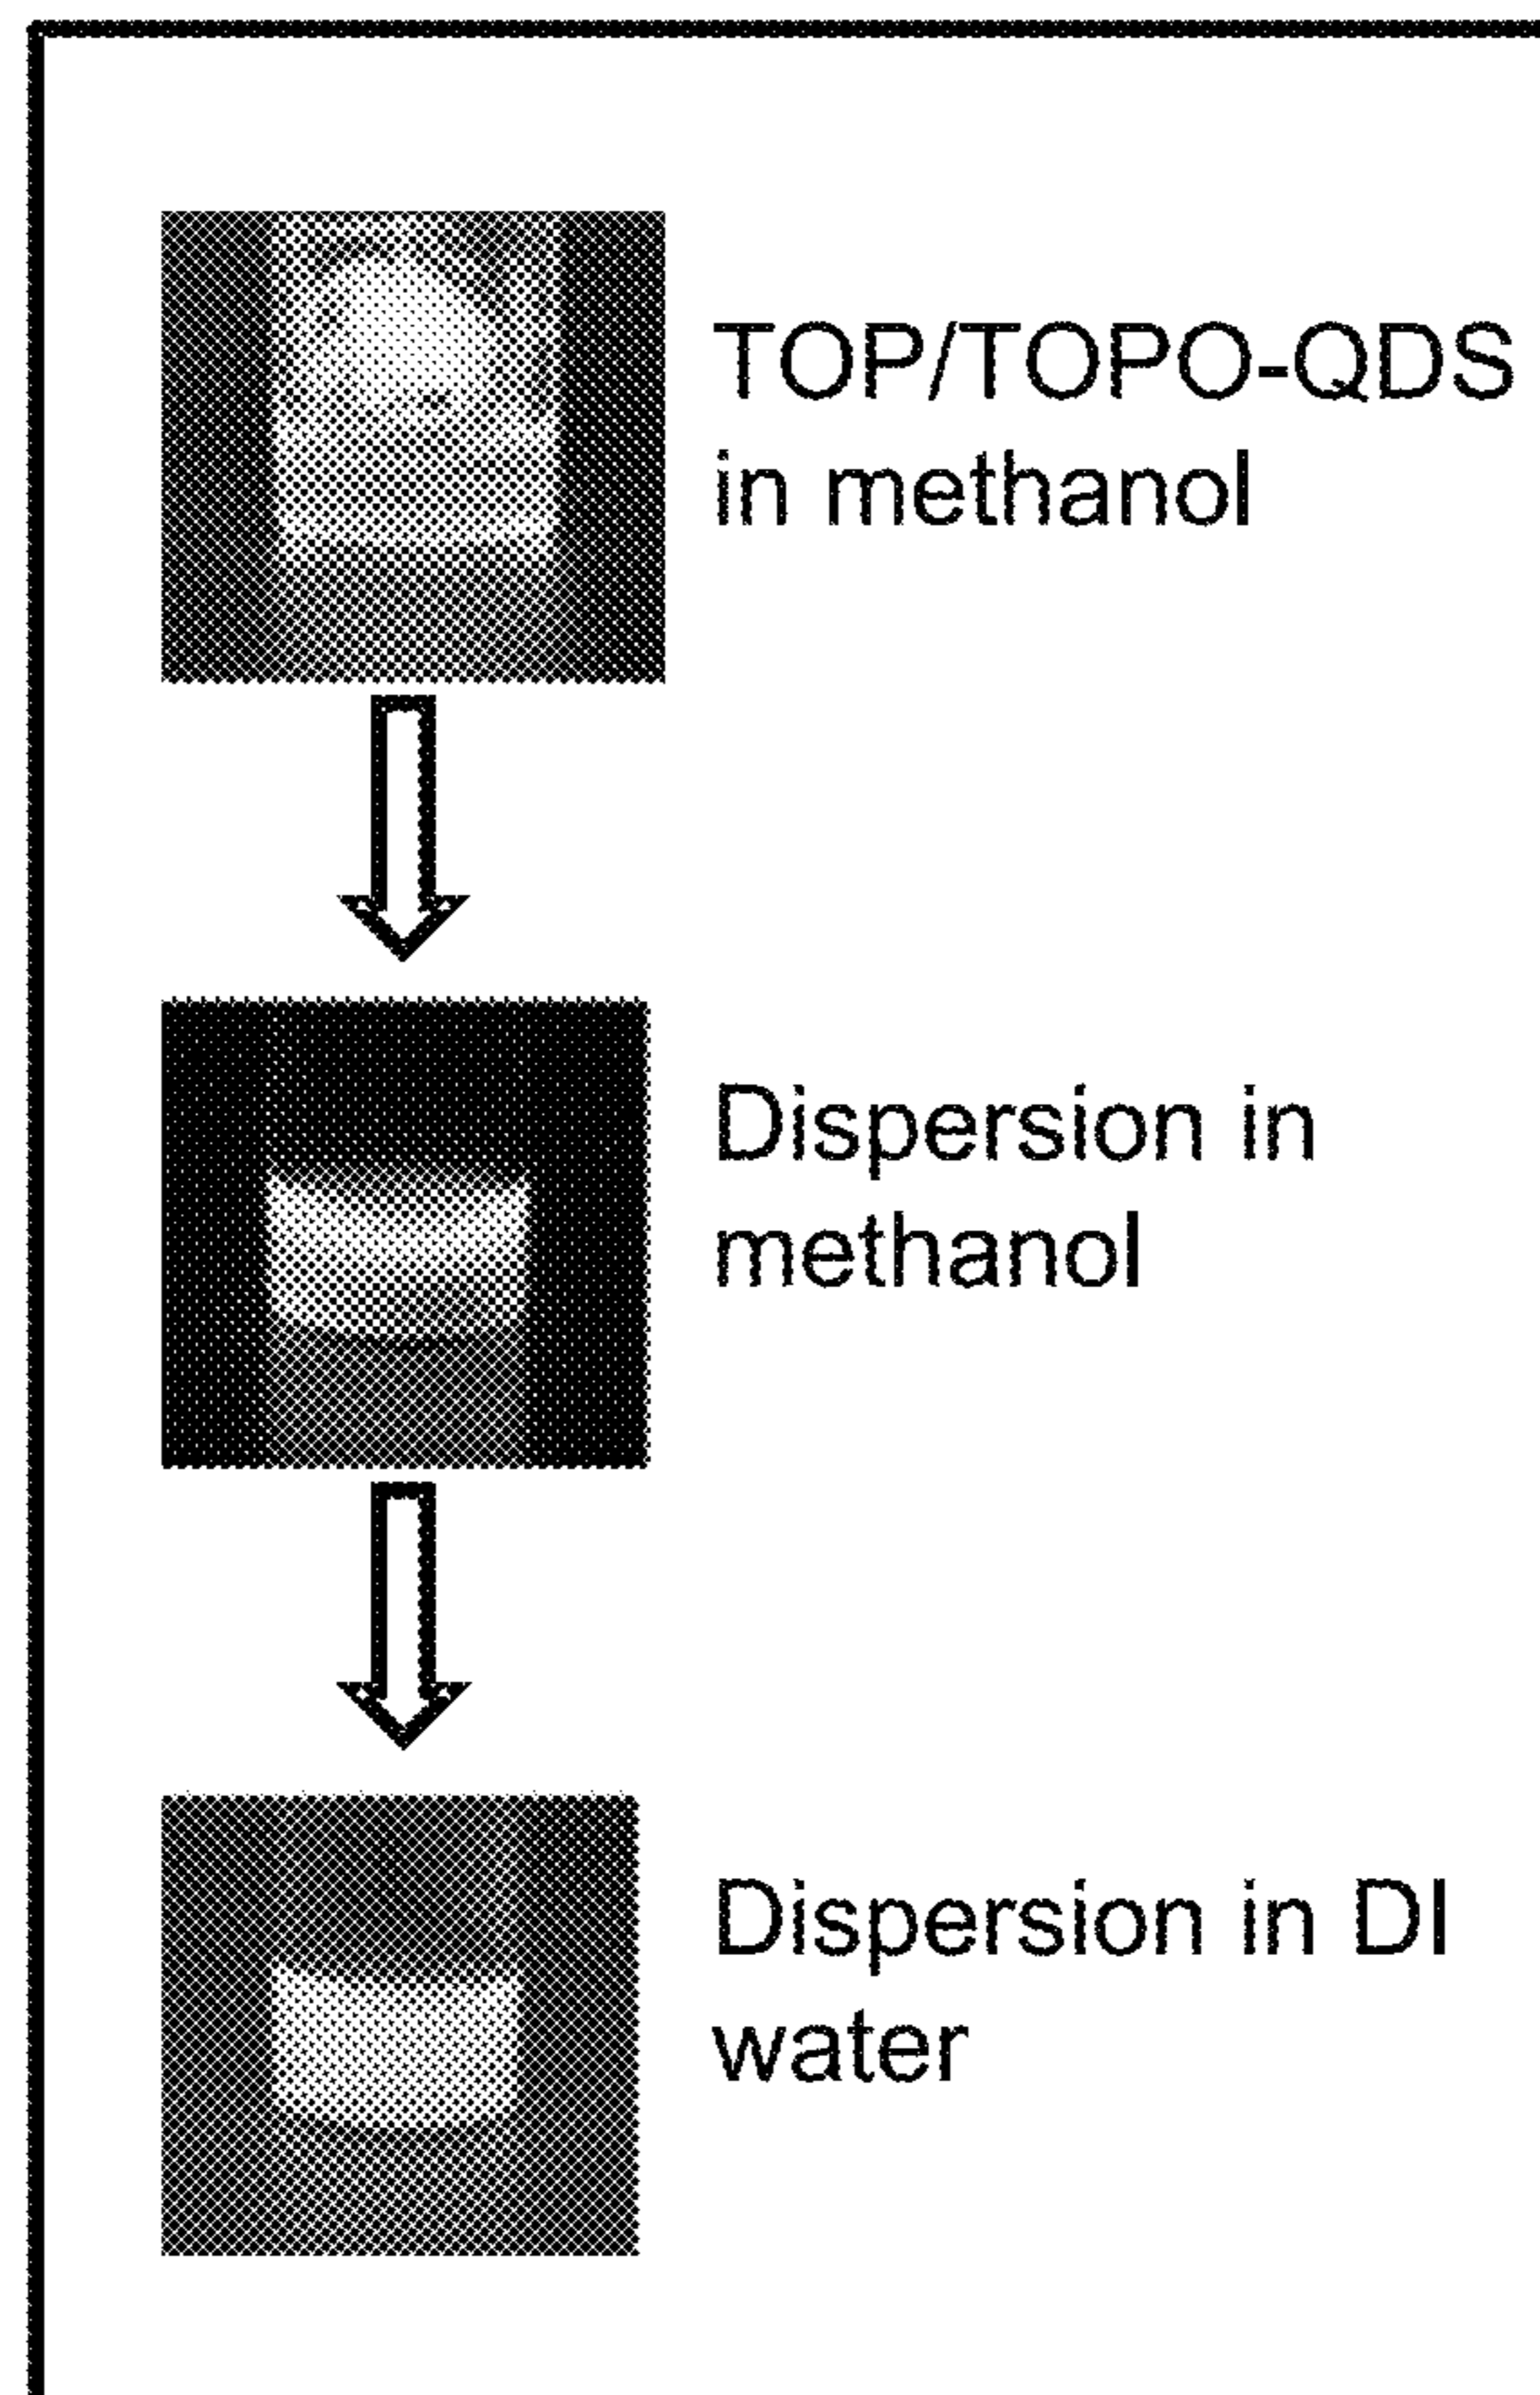 TOP/TOPO-QDS
in methanol
Dispersion in
methanol
Dispersion in DI
water